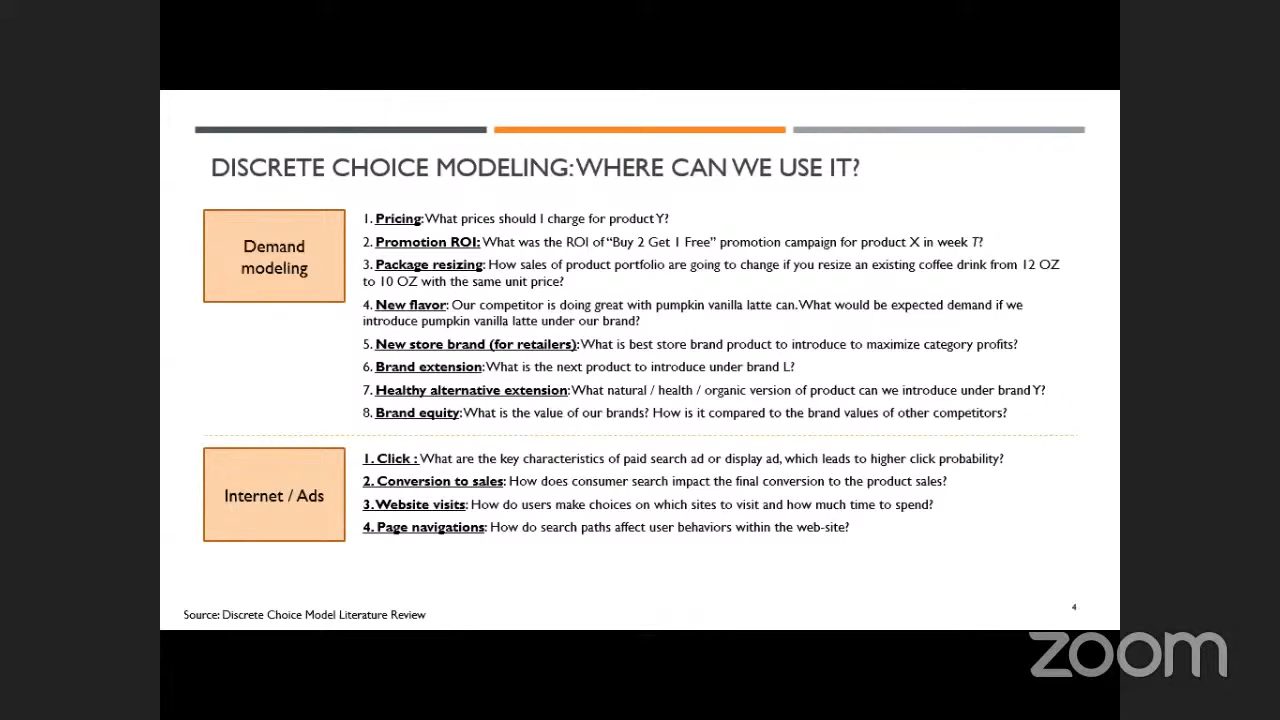 DISCRETE CHOICE MODELING: WHERE CAN WE USE IT?
Demand
modeling
1. Pricing: What prices should I charge for product Y?
2. Promotion ROI: What was the ROI of "Buy 2 Get 1 Free" promotion campaign for product X in week T?
3. Package resizing: How sales of product portfolio are going to change if you resize an existing coffee drink from 12 OZ
to 10 OZ with the same unit price?
4. New flavor: Our competitor is doing great with pumpkin vanilla latte can. What would be expected demand if we
introduce pumpkin vanilla latte under our brand?
5. New store brand (for retailers): What is best store brand product to introduce to maximize category profits?
6. Brand extension: What is the next product to introduce under brand L?
7. Healthy alternative extension: What natural / health / organic version of product can we introduce under brand Y?
8. Brand equity: What is the value of our brands? How is it compared to the brand values of other competitors?
Internet / Ads
1. Click : What are the key characteristics of paid search ad or display ad, which leads to higher click probability?
2. Conversion to sales: How does consumer search impact the final conversion to the product sales?
3. Website visits: How do users make choices on which sites to visit and how much time to spend?
4. Page navigations: How do search paths affect user behaviors within the web-site?
Source: Discrete Choice Model Literature Review
4
zoom